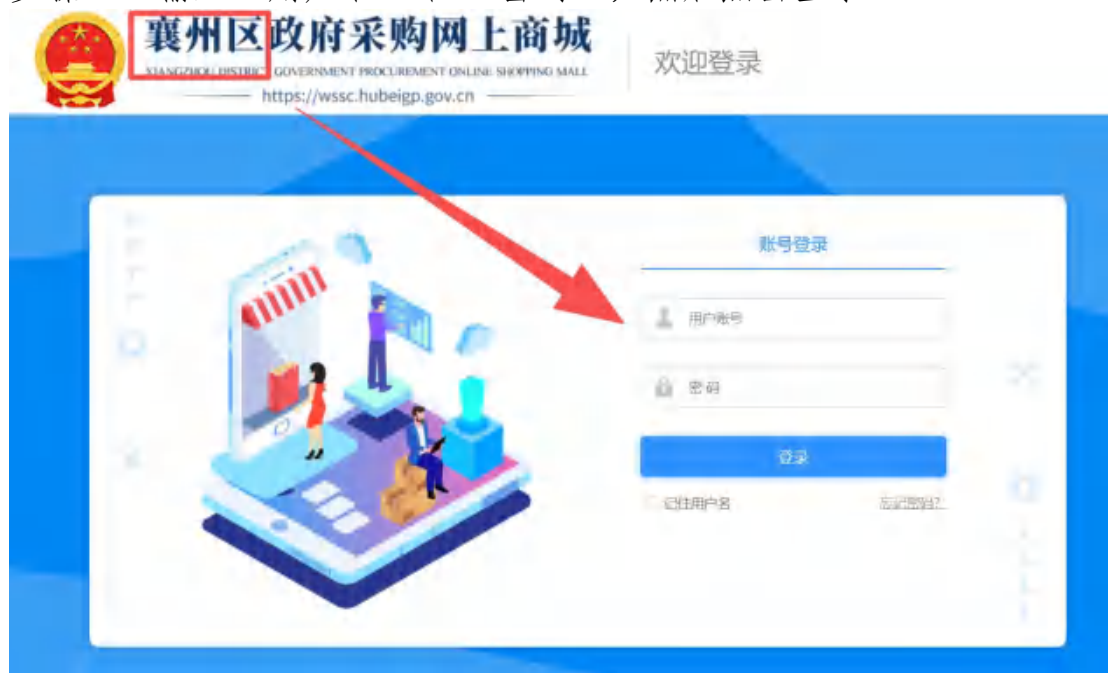 襄州区政府采购网上商城
XIANGZHOU DISTRICT GOVERNMENT PROCUREMENT ONLINE SHOPPING MALL
https://wssc.hubeigp.gov.cn
欢迎登录
账号登录
用户账号
密码
登录
记住用户名
忘记密码?